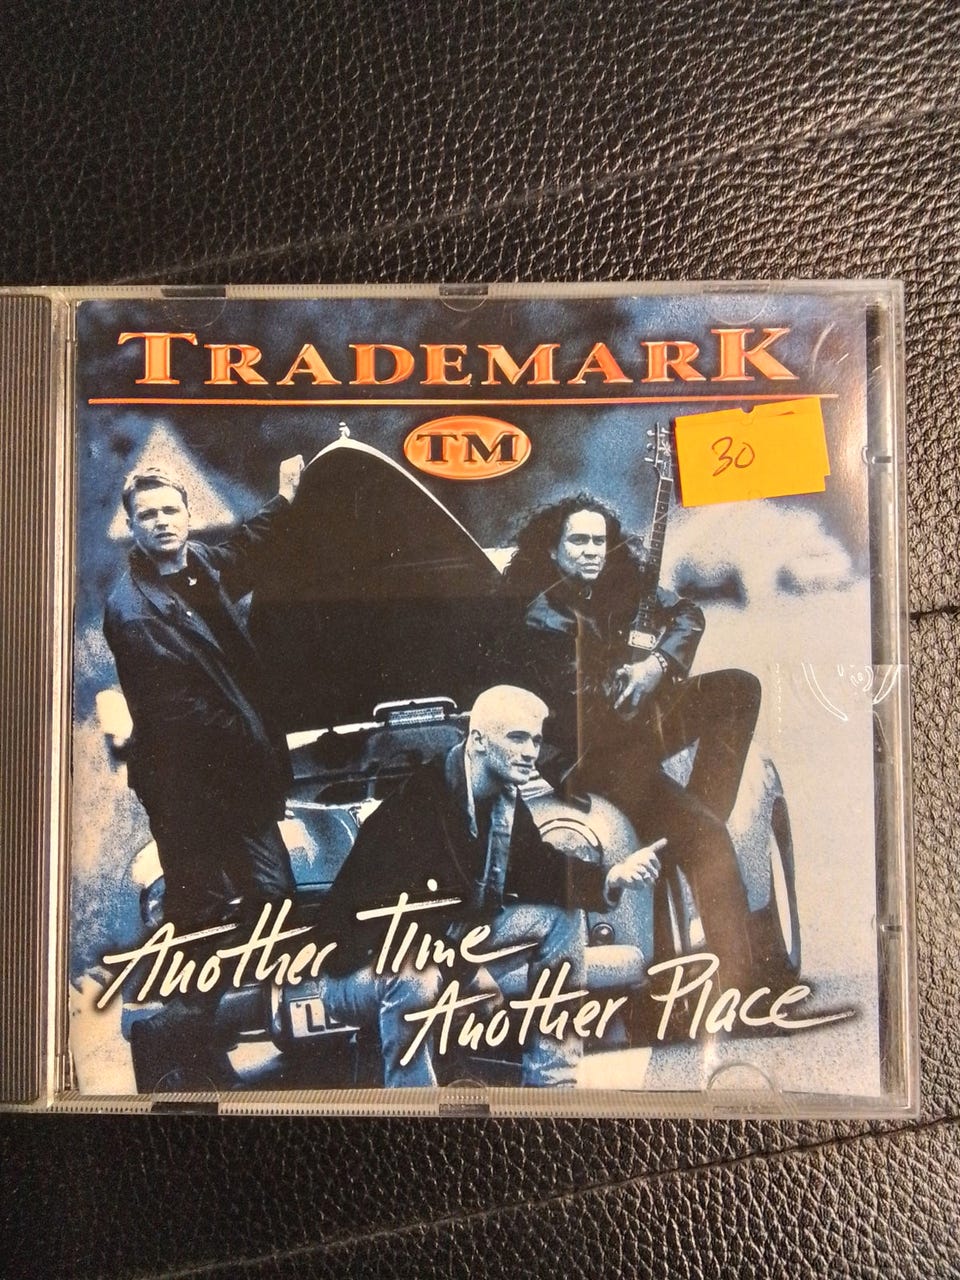 TRADEMARK
TM
30
Another Time
Another Place